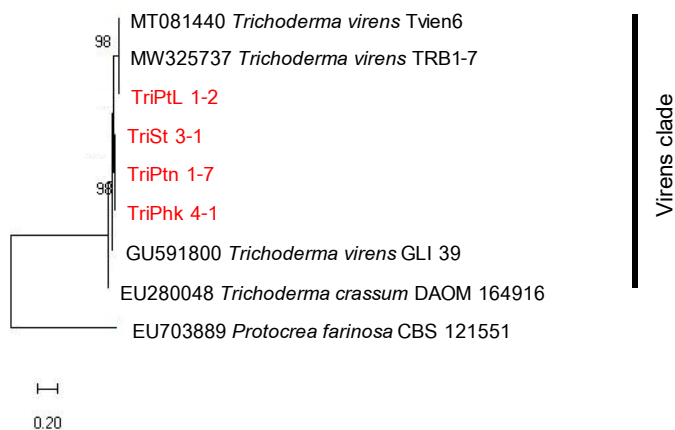 98
MT081440 Trichoderma virens Tvien6
MW325737 Trichoderma virens TRB1-7
TriPtL 1-2
TriSt 3-1
TriPtn 1-7
98
TriPhk 4-1
GU591800 Trichoderma virens GLI 39
EU280048 Trichoderma crassum DAOM 164916
EU703889 Protocrea farinosa CBS 121551
Virens clade
0.20